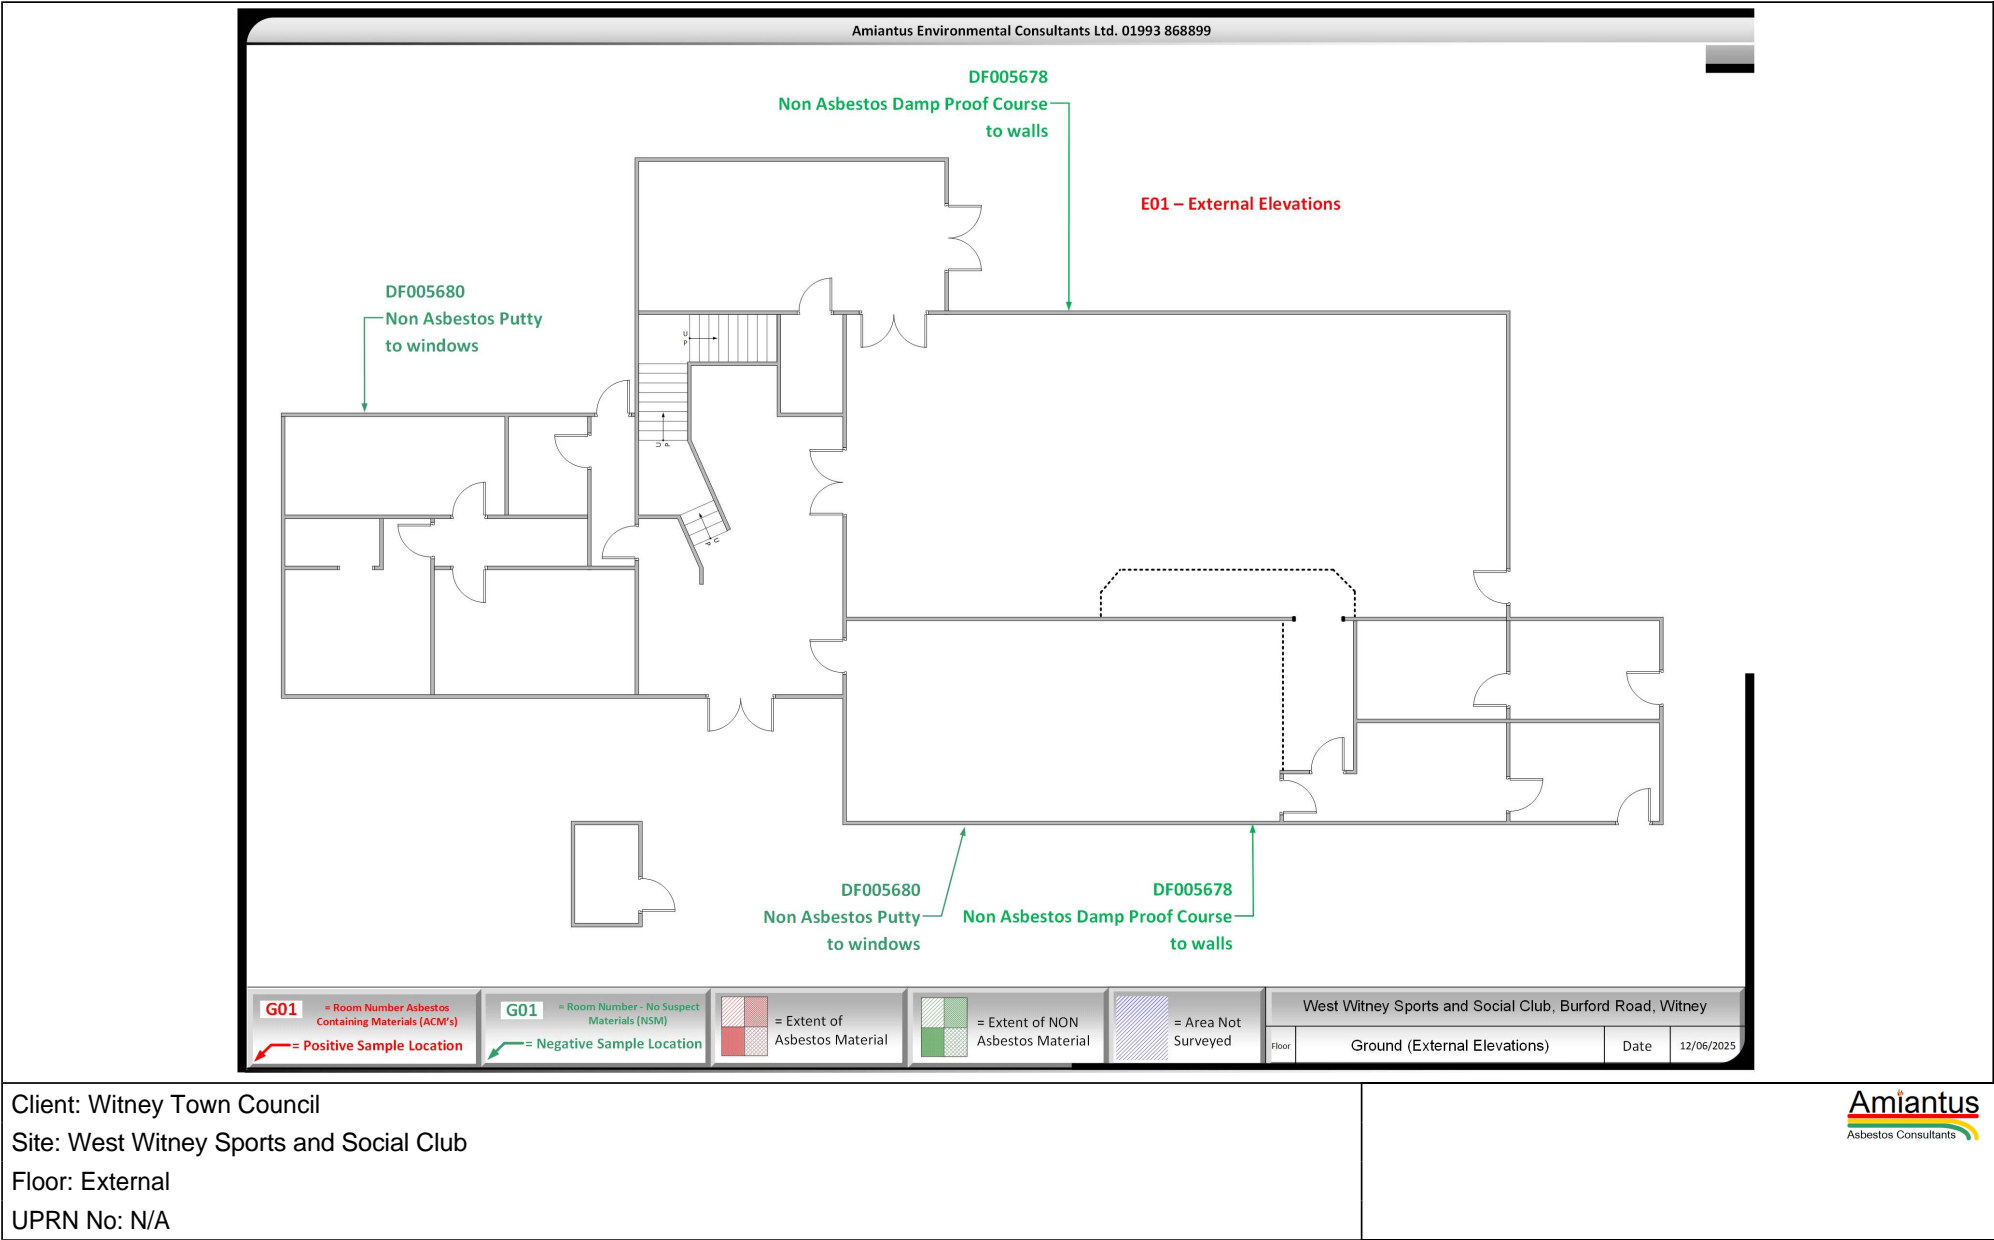 Amiantus Environmental Consultants Ltd. 01993 868899
DF005678
Non Asbestos Damp Proof Course
to walls
E01 – External Elevations
DF005680
Non Asbestos Putty
to windows
U
P
U
P
U
P
DF005680
Non Asbestos Putty
to windows
DF005678
Non Asbestos Damp Proof Course
to walls
G01 = Room Number Asbestos
Containing Materials (ACM's)
= Positive Sample Location
G01 = Room Number - No Suspect
Materials (NSM)
= Negative Sample Location
= Extent of
Asbestos Material
= Extent of NON
Asbestos Material
= Area Not
Surveyed
West Witney Sports and Social Club, Burford Road, Witney
Floor Ground (External Elevations) Date 12/06/2025
Client: Witney Town Council
Site: West Witney Sports and Social Club
Floor: External
UPRN No: N/A
Amiantus
Asbestos Consultants